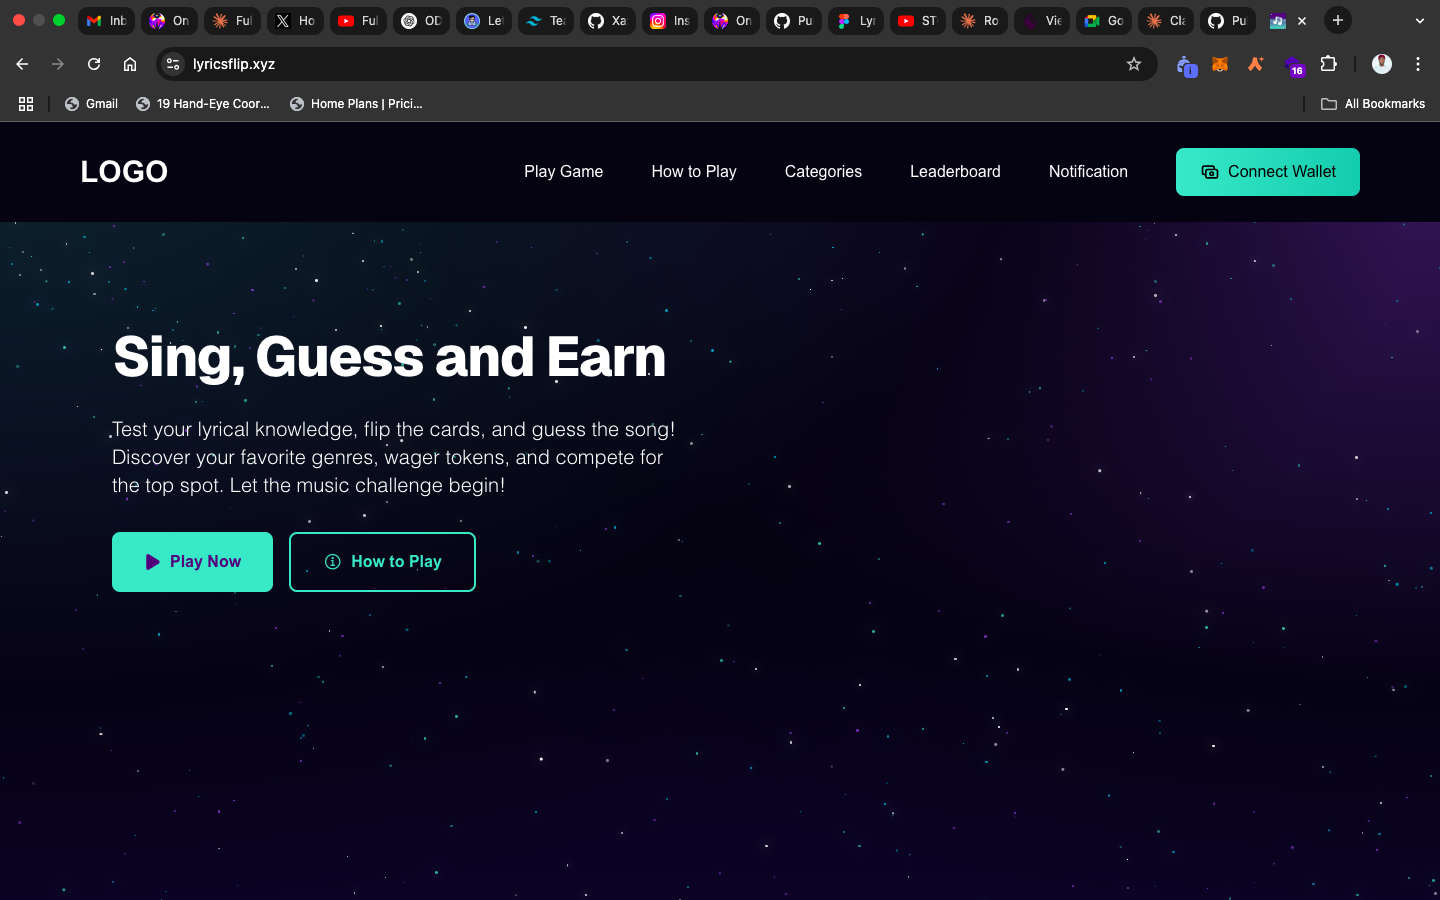 Inb
On
Ful
Ho
Ful
OD
Let
Tea
Xa
Ins
On
Pu
Lyr
ST
Ro
Vie
Go
Cla
Pu
lyricsflip.xyz
16
Gmail
19 Hand-Eye Coor...
Home Plans | Prici...
All Bookmarks
LOGO
Play Game
How to Play
Categories
Leaderboard
Notification
Connect Wallet
Sing, Guess and Earn
Test your lyrical knowledge, flip the cards, and guess the song!
Discover your favorite genres, wager tokens, and compete for
the top spot. Let the music challenge begin!
Play Now
How to Play